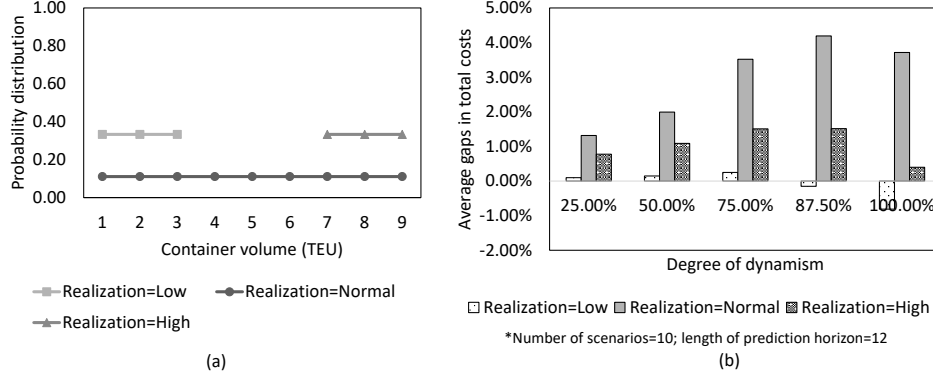 1.00
0.80
0.60
0.40
0.20
0.00
Probability distribution
1 2 3 4 5 6 7 8 9
Container volume (TEU)
Realization=Low
Realization=Normal
Realization=High
(a)
5.00%
4.00%
3.00%
2.00%
1.00%
0.00%
-1.00%
-2.00%
Average gaps in total costs
25.00% 50.00% 75.00% 87.50% 100.00%
Degree of dynamism
Realization=Low Realization=Normal Realization=High
*Number of scenarios=10; length of prediction horizon=12
(b)